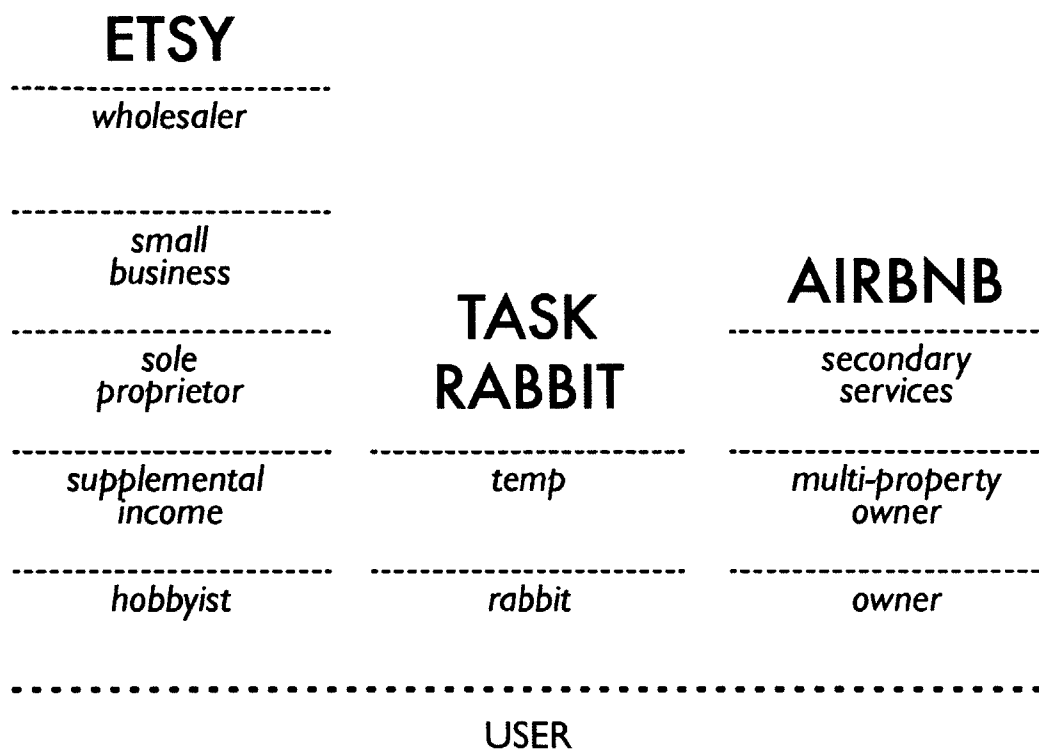 ETSY
wholesaler
small
business
sole
proprietor
supplemental
income
hobbyist
TASK
RABBIT
temp
rabbit
AIRBNB
secondary
services
multi-property
owner
owner
USER